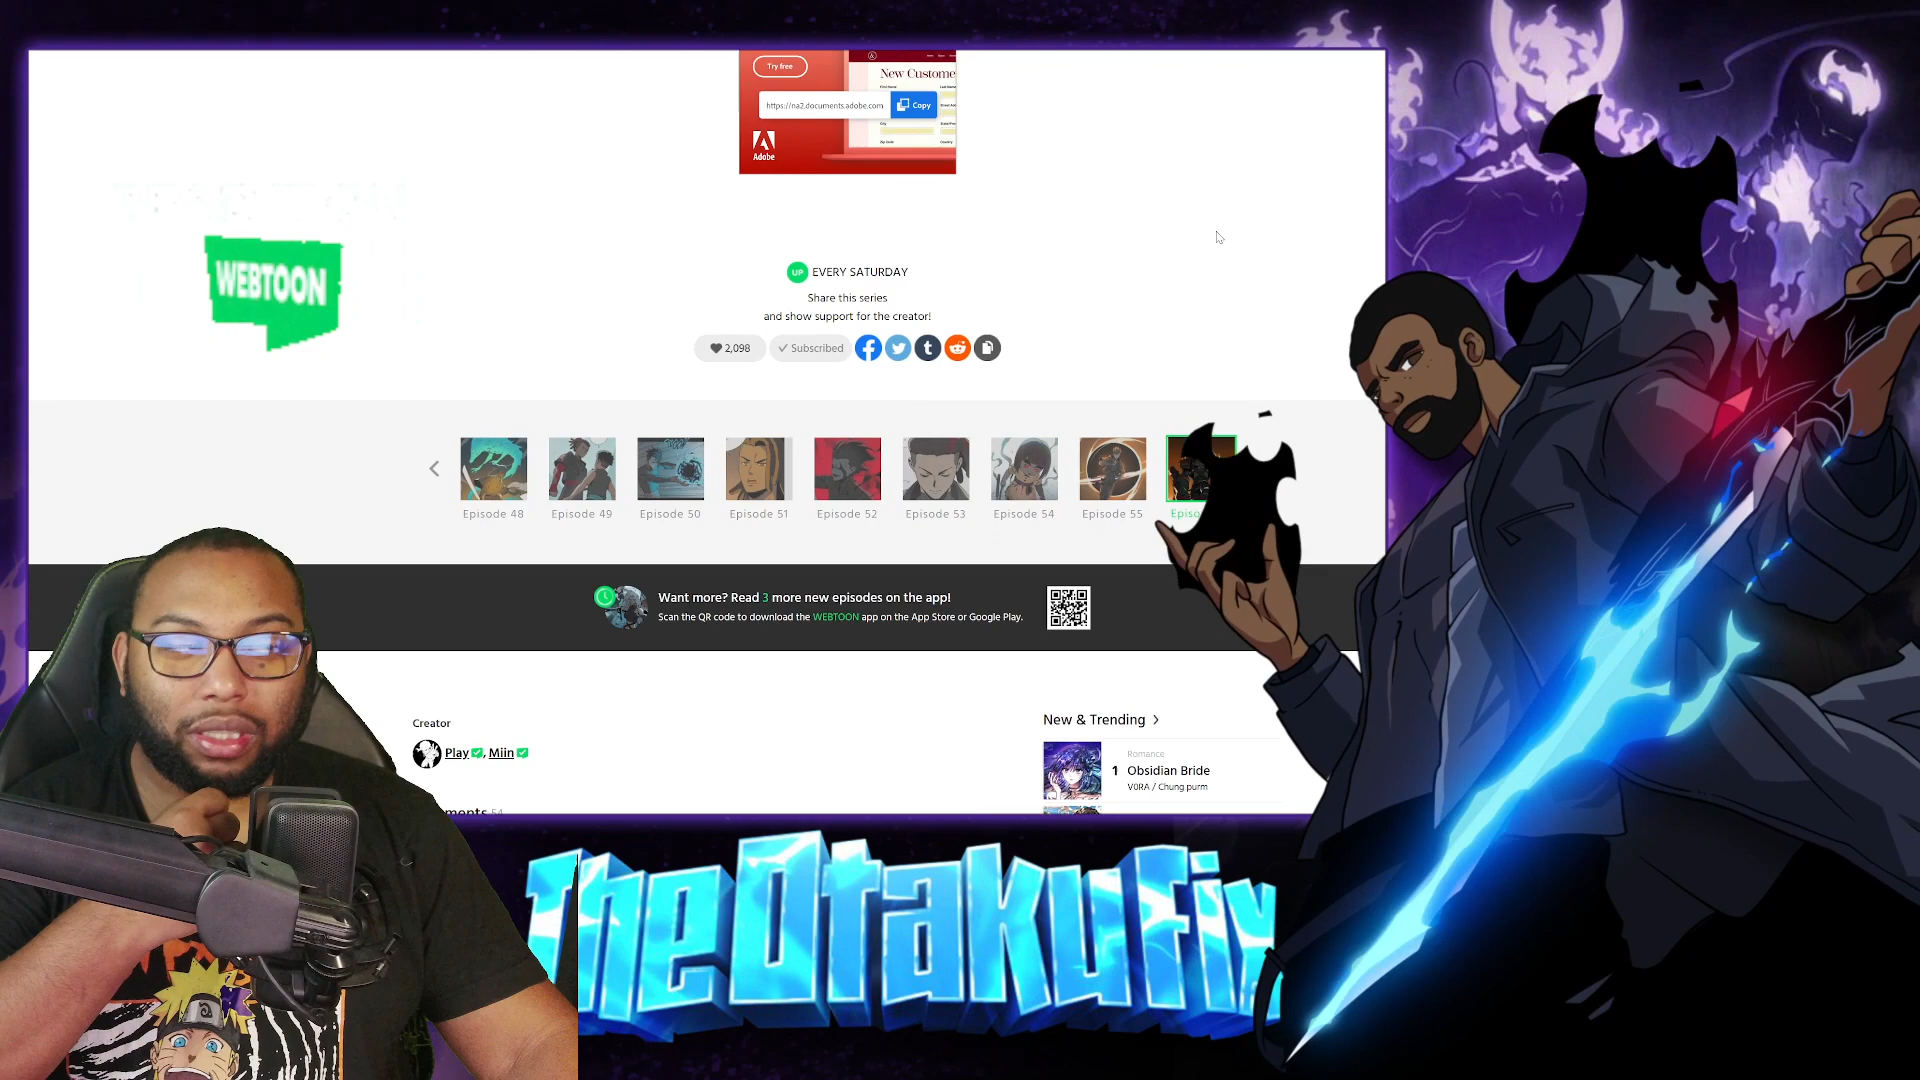 Try free
New Custome
https://na2.documents.adobe.com
Copy
Adobe
WEBTOON
UP EVERY SATURDAY
Share this series
and show support for the creator!
2,098
Subscribed
Episode 48
Episode 49
Episode 50
Episode 51
Episode 52
Episode 53
Episode 54
Episode 55
Episo
Want more? Read 3 more new episodes on the app!
Scan the QR code to download the WEBTOON app on the App Store or Google Play.
Creator
Play, Miin
New & Trending
Romance
1 Obsidian Bride
V0RA / Chung purm
ments 54
TheOtakuFix